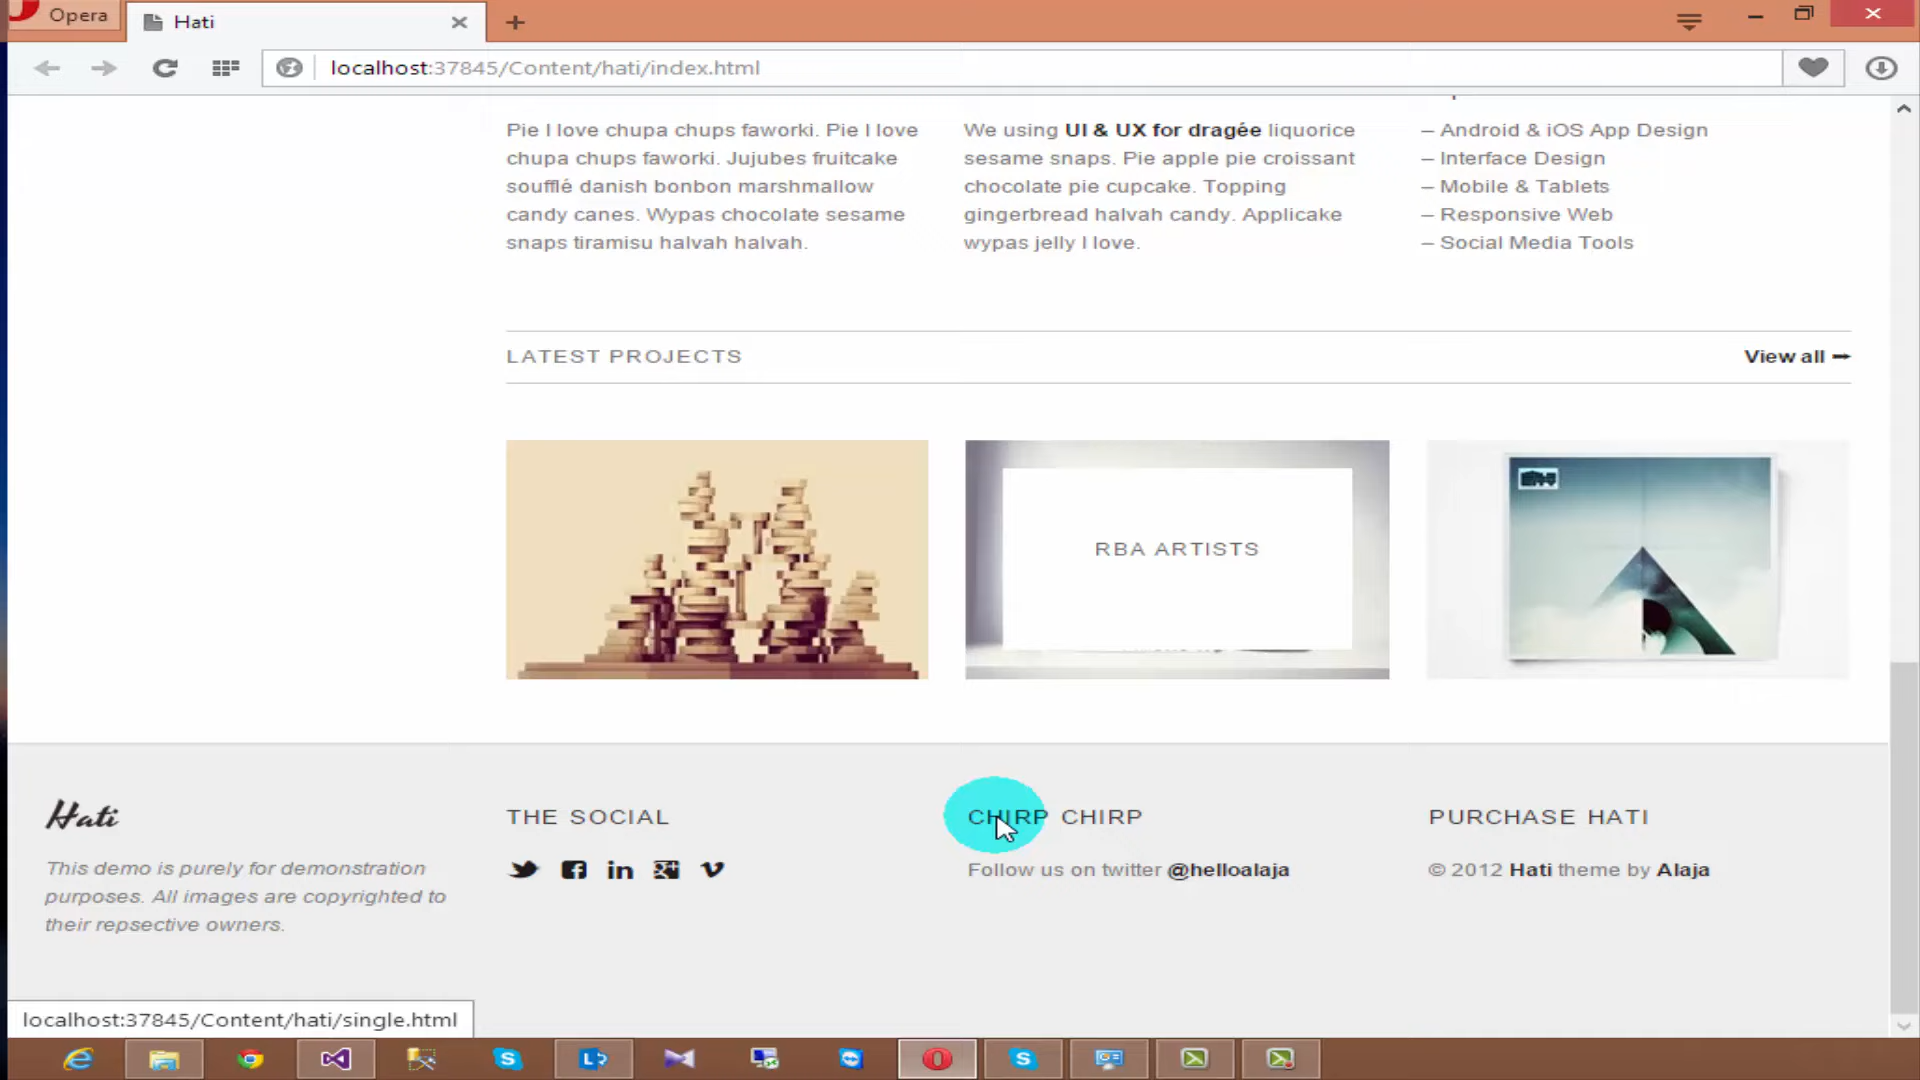 Opera
Hati
localhost:37845/Content/hati/index.html
Pie I love chupa chups faworki. Pie I love
chupa chups faworki. Jujubes fruitcake
soufflé danish bonbon marshmallow
candy canes. Wypas chocolate sesame
snaps tiramisu halvah halvah.
We using UI & UX for dragée liquorice
sesame snaps. Pie apple pie croissant
chocolate pie cupcake. Topping
gingerbread halvah candy. Applicake
wypas jelly I love.
– Android & iOS App Design
– Interface Design
– Mobile & Tablets
– Responsive Web
– Social Media Tools
LATEST PROJECTS
View all
RBA ARTISTS
Hati
This demo is purely for demonstration
purposes. All images are copyrighted to
their repsective owners.
THE SOCIAL
CHIRP CHIRP
Follow us on twitter @helloalaja
PURCHASE HATI
© 2012 Hati theme by Alaja
localhost:37845/Content/hati/single.html